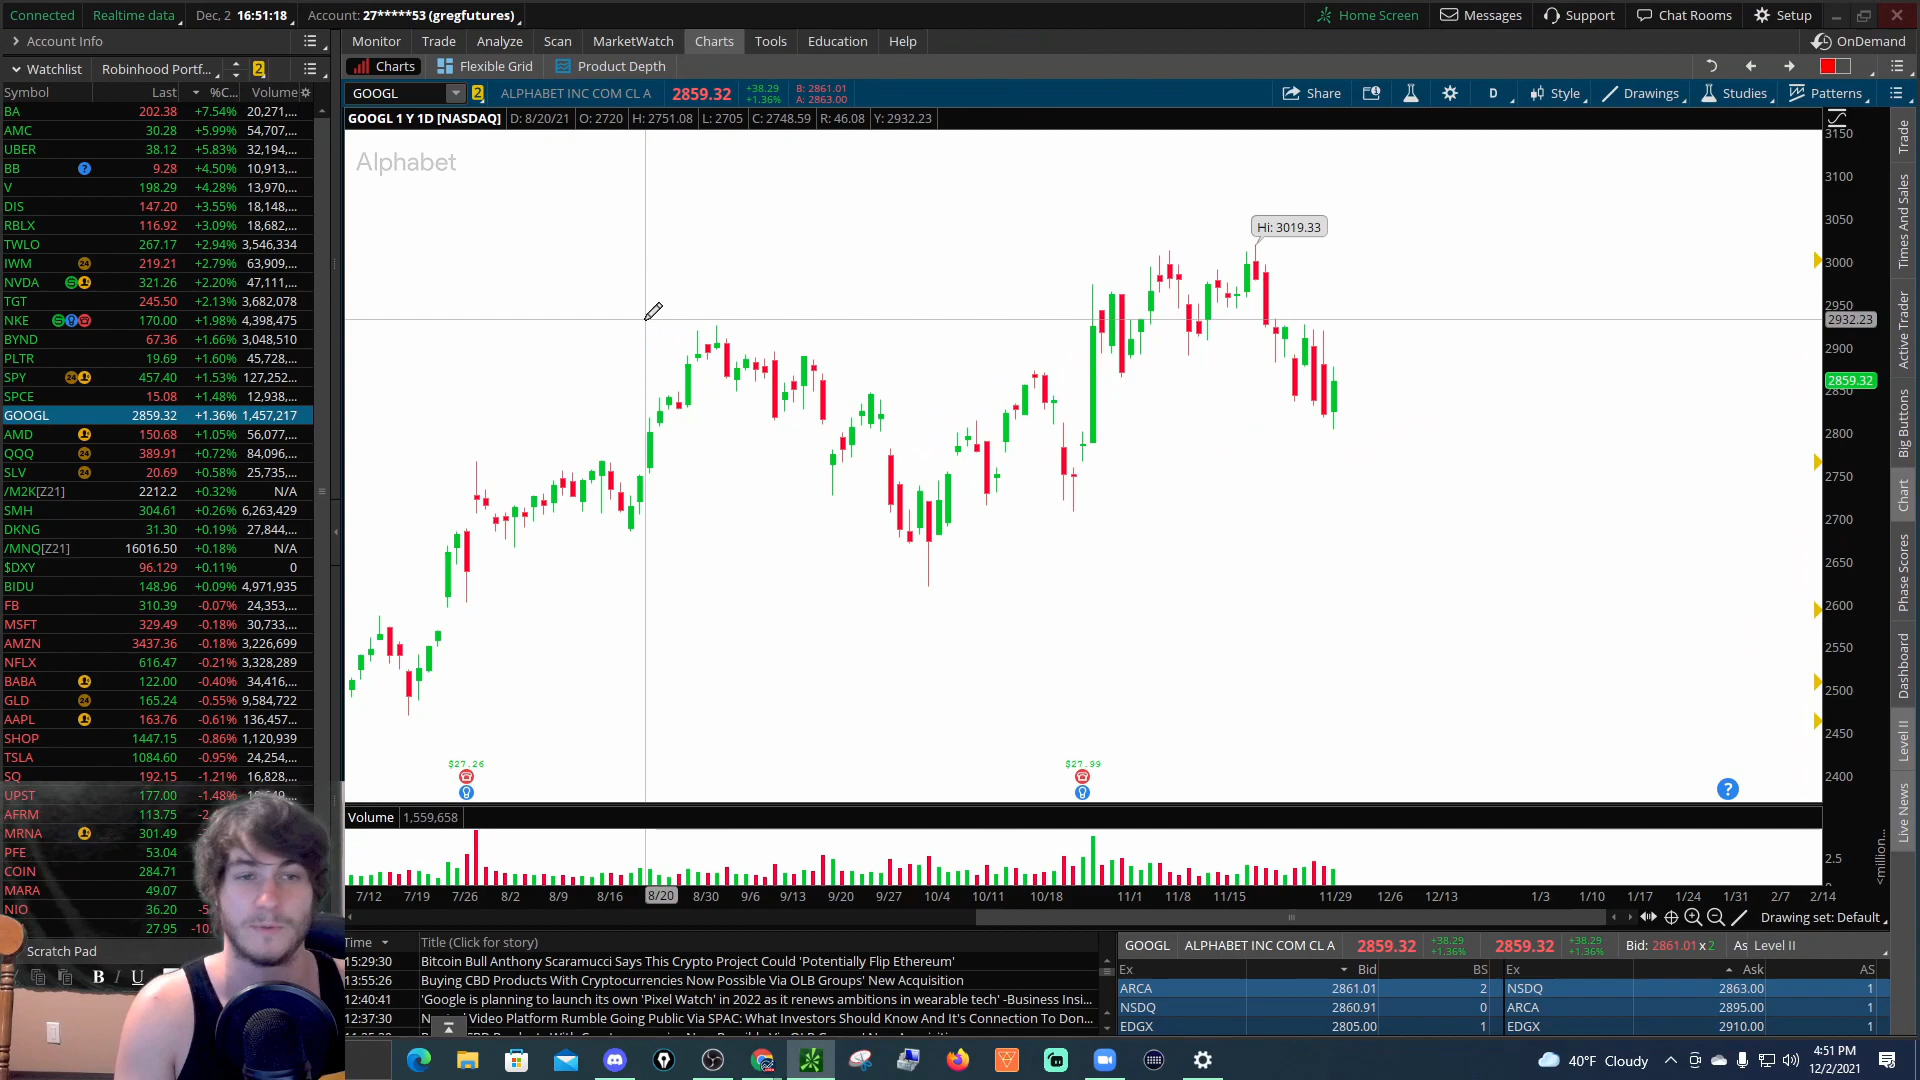 Connected Realtime data Dec, 2 16:51:18 Account: 27*****53 (gregfutures) Home Screen Messages Support Chat Rooms Setup
Account Info Monitor Trade Analyze Scan MarketWatch Charts Tools Education Help OnDemand
Watchlist Robinhood Portf... 2 Charts Flexible Grid Product Depth
Symbol Last %C... Volume GOOGL 2 ALPHABET INC COM CL A 2859.32 +38.29 +1.36% B: 2861.01 A: 2863.00 Share D Style Drawings Studies Patterns
GOOGL 1 Y 1D [NASDAQ] D: 8/20/21 O: 2720 H: 2751.08 L: 2705 C: 2748.59 R: 46.08 Y: 2932.23
Alphabet
Hi: 3019.33
BA 202.38 +7.54% 20,271,...
AMC 30.28 +5.99% 54,707,...
UBER 38.12 +5.83% 32,194,...
BB 9.28 +4.50% 10,913,...
V 198.29 +4.28% 13,970,...
DIS 147.20 +3.55% 18,148,...
RBLX 116.92 +3.09% 18,682,...
TWLO 267.17 +2.94% 3,546,334
IWM 24 219.21 +2.79% 63,909,...
NVDA 321.26 +2.20% 47,111,...
TGT 245.50 +2.13% 3,682,078
NKE 170.00 +1.98% 4,398,475
BYND 67.36 +1.66% 3,048,510
PLTR 19.69 +1.60% 45,728,...
SPY 24 457.40 +1.53% 127,252...
SPCE 15.08 +1.48% 12,938,...
GOOGL 2859.32 +1.36% 1,457,217
AMD 150.68 +1.05% 56,077,...
QQQ 24 389.91 +0.72% 84,096,...
SLV 24 20.69 +0.58% 25,735,...
/M2K[Z21] 2212.2 +0.32% N/A
SMH 304.61 +0.26% 6,263,429
DKNG 31.30 +0.19% 27,844,...
/MNQ[Z21] 16016.50 +0.18% N/A
$DXY 96.129 +0.11% 0
BIDU 148.96 +0.09% 4,971,935
FB 310.39 -0.07% 24,353,...
MSFT 329.49 -0.18% 30,733,...
AMZN 3437.36 -0.18% 3,226,699
NFLX 616.47 -0.21% 3,328,289
BABA 122.00 -0.40% 34,416,...
GLD 24 165.24 -0.55% 9,584,722
AAPL 163.76 -0.61% 136,457...
SHOP 1447.15 -0.86% 1,120,939
TSLA 1084.60 -0.95% 24,254,...
SQ 192.15 -1.21% 16,828,...
UPST 177.00 -1.48%
AFRM 113.75
MRNA 301.49
PFE 53.04
COIN 284.71
MARA 49.07
NIO 36.20
27.95 -10.
3150
3100
3050
3000
2950
2932.23
2900
2859.32
2850
2800
2750
2700
2650
2600
2550
2500
2450
2400
$27.26 $27.99
Volume 1,559,658
2.5
<million...
7/12 7/19 7/26 8/2 8/9 8/16 8/20 8/30 9/6 9/13 9/20 9/27 10/4 10/11 10/18 11/1 11/8 11/15 11/29 12/6 12/13 1/3 1/10 1/17 1/24 1/31 2/7 2/14
Drawing set: Default
Trade
Times And Sales
Active Trader
Big Buttons
Chart
Phase Scores
Dashboard
Level II
Live News
Scratch Pad
B I U
Time Title (Click for story)
15:29:30 Bitcoin Bull Anthony Scaramucci Says This Crypto Project Could 'Potentially Flip Ethereum'
13:55:26 Buying CBD Products With Cryptocurrencies Now Possible Via OLB Groups' New Acquisition
12:40:41 'Google is planning to launch its own 'Pixel Watch' in 2022 as it renews ambitions in wearable tech' -Business Insi...
12:37:30 Video Platform Rumble Going Public Via SPAC: What Investors Should Know And It's Connection To Don...
GOOGL ALPHABET INC COM CL A 2859.32 +38.29 +1.36% 2859.32 +38.29 +1.36% Bid: 2861.01 x 2 As Level II
Ex Bid BS Ex Ask AS
ARCA 2861.01 2 NSDQ 2863.00 1
NSDQ 2860.91 0 ARCA 2895.00 1
EDGX 2805.00 1 EDGX 2910.00 1
40°F Cloudy 4:51 PM
12/2/2021